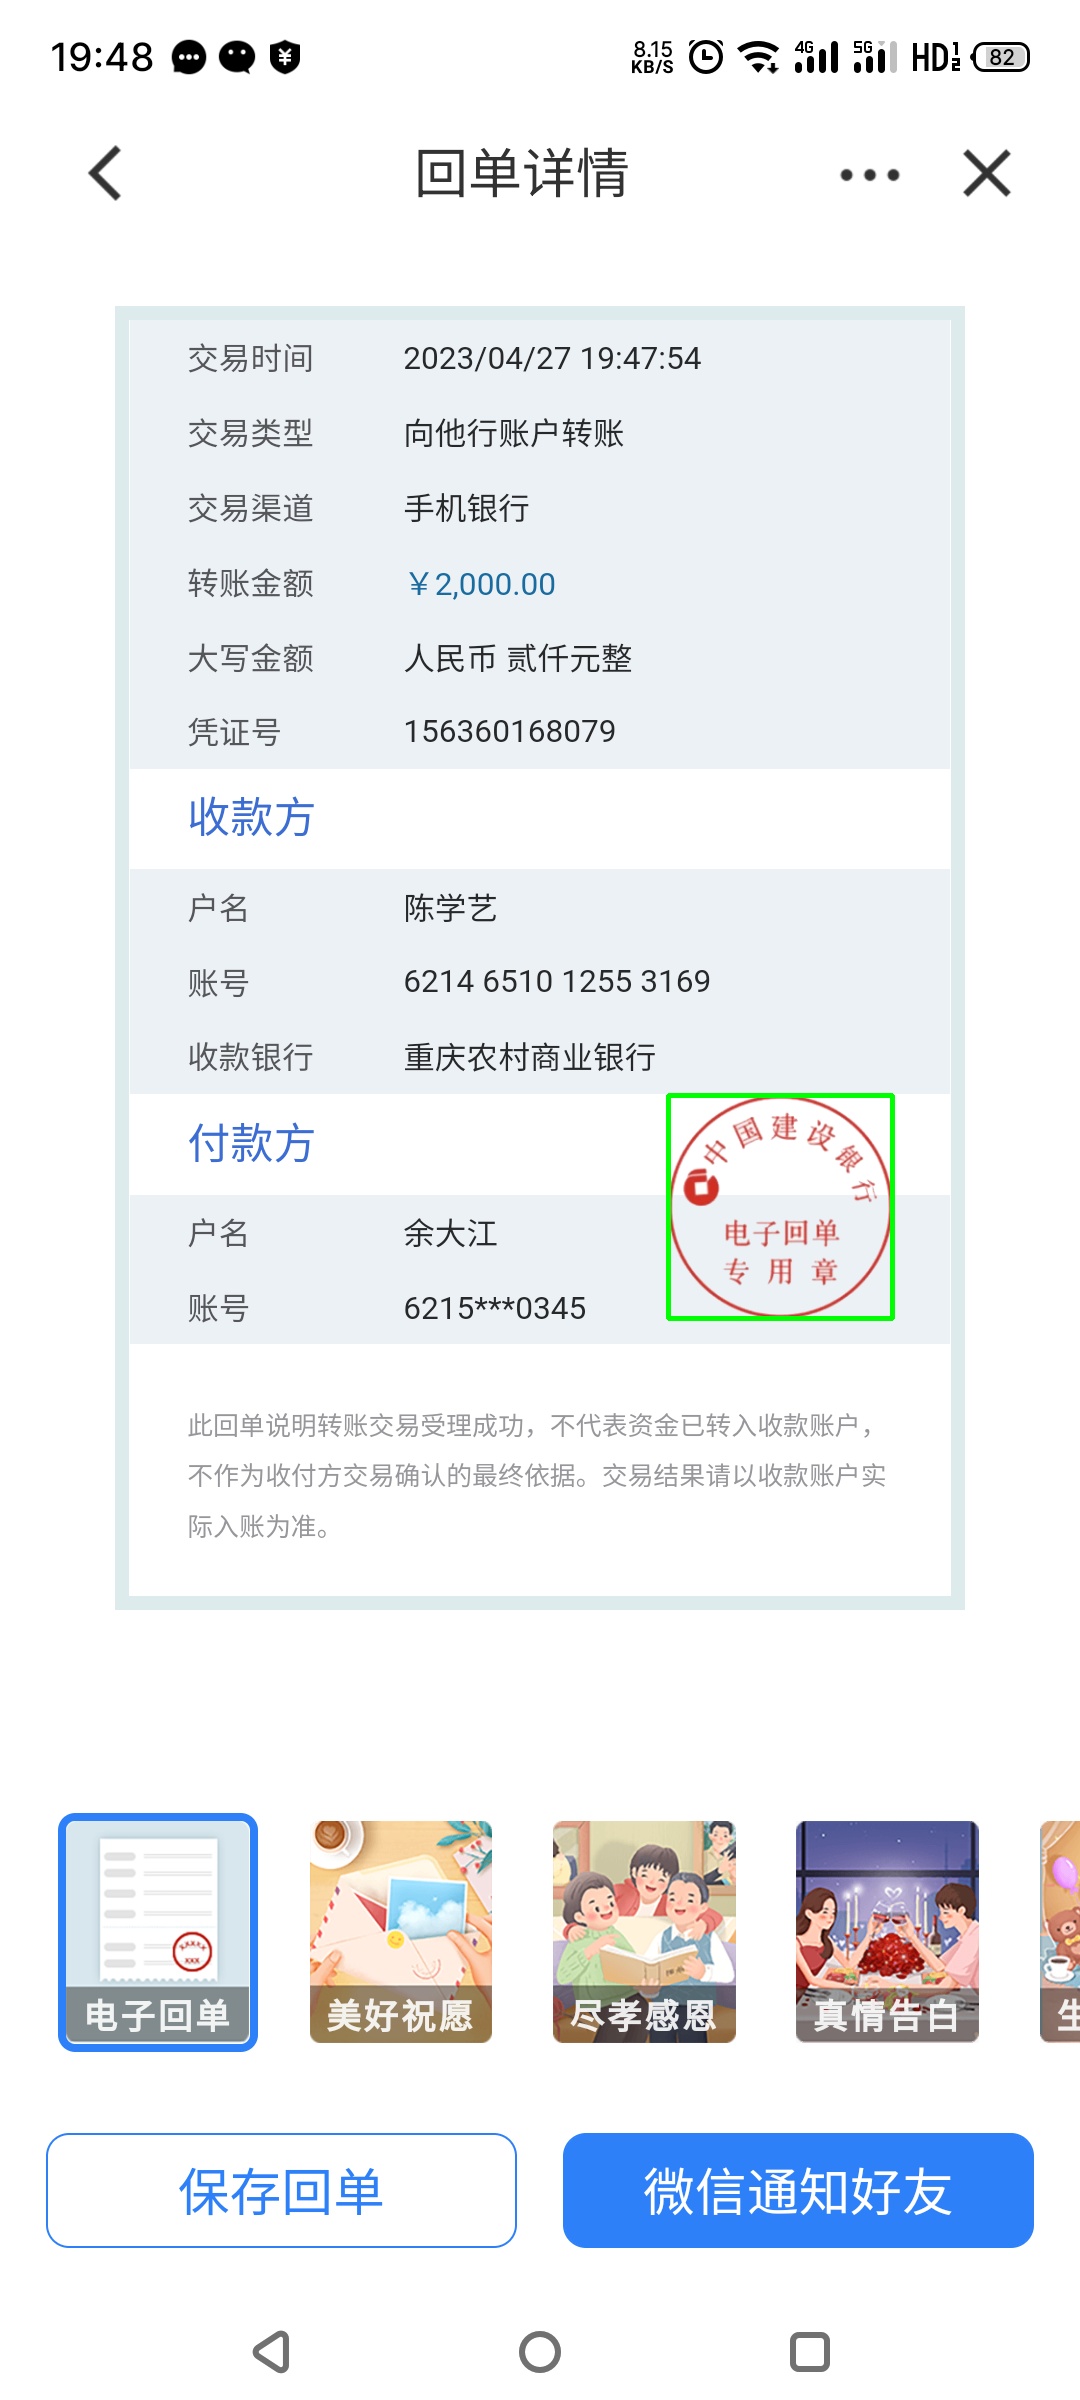 19:48
8.15 KB/S 4G 5G HD 1 2 82
回单详情
交易时间 2023/04/27 19:47:54
交易类型 向他行账户转账
交易渠道 手机银行
转账金额 ￥2,000.00
大写金额 人民币 贰仟元整
凭证号 156360168079
收款方
户名 陈学艺
账号 6214 6510 1255 3169
收款银行 重庆农村商业银行
付款方
中国建设银行
电子回单
专用章
户名 余大江
账号 6215***0345
此回单说明转账交易受理成功，不代表资金已转入收款账户，
不作为收付方交易确认的最终依据。交易结果请以收款账户实
际入账为准。
电子回单 美好祝愿 尽孝感恩 真情告白 生
保存回单 微信通知好友